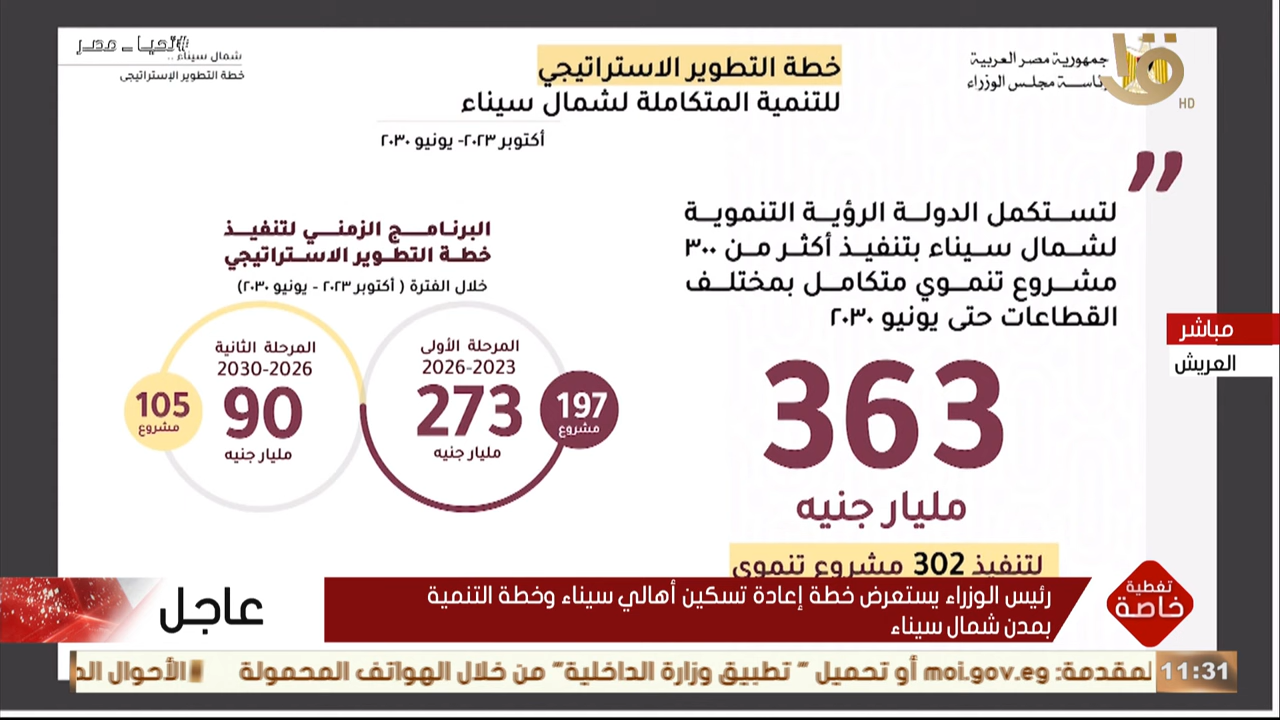 #تحيا_مصر
شمال سيناء ..
خطة التطوير الإستراتيجى
جمهورية مصر العربية
رئاسة مجلس الوزراء
HD
خطة التطوير الاستراتيجي
للتنمية المتكاملة لشمال سيناء
أكتوبر ٢٠٢٣- يونيو ٢٠٣٠
لتستكمل الدولة الرؤية التنموية
لشمال سيناء بتنفيذ أكثر من ٣٠٠
مشروع تنموي متكامل بمختلف
القطاعات حتى يونيو ٢٠٣٠
363
مليار جنيه
لتنفيذ 302 مشروع تنموي
البرنامج الزمني لتنفيذ
خطة التطوير الاستراتيجي
خلال الفترة ( أكتوبر ٢٠٢٣ - يونيو ٢٠٣٠)
المرحلة الأولى
2026-2023
273
مليار جنيه
197
مشروع
المرحلة الثانية
2030-2026
90
مليار جنيه
105
مشروع
مباشر
العريش
تغطية
خاصة
عاجل
رئيس الوزراء يستعرض خطة إعادة تسكين أهالي سيناء وخطة التنمية
بمدن شمال سيناء
11:31
لمقدمة: moi.gov.eg أو تحميل " تطبيق وزارة الداخلية" من خلال الهواتف المحمولة الأحوال